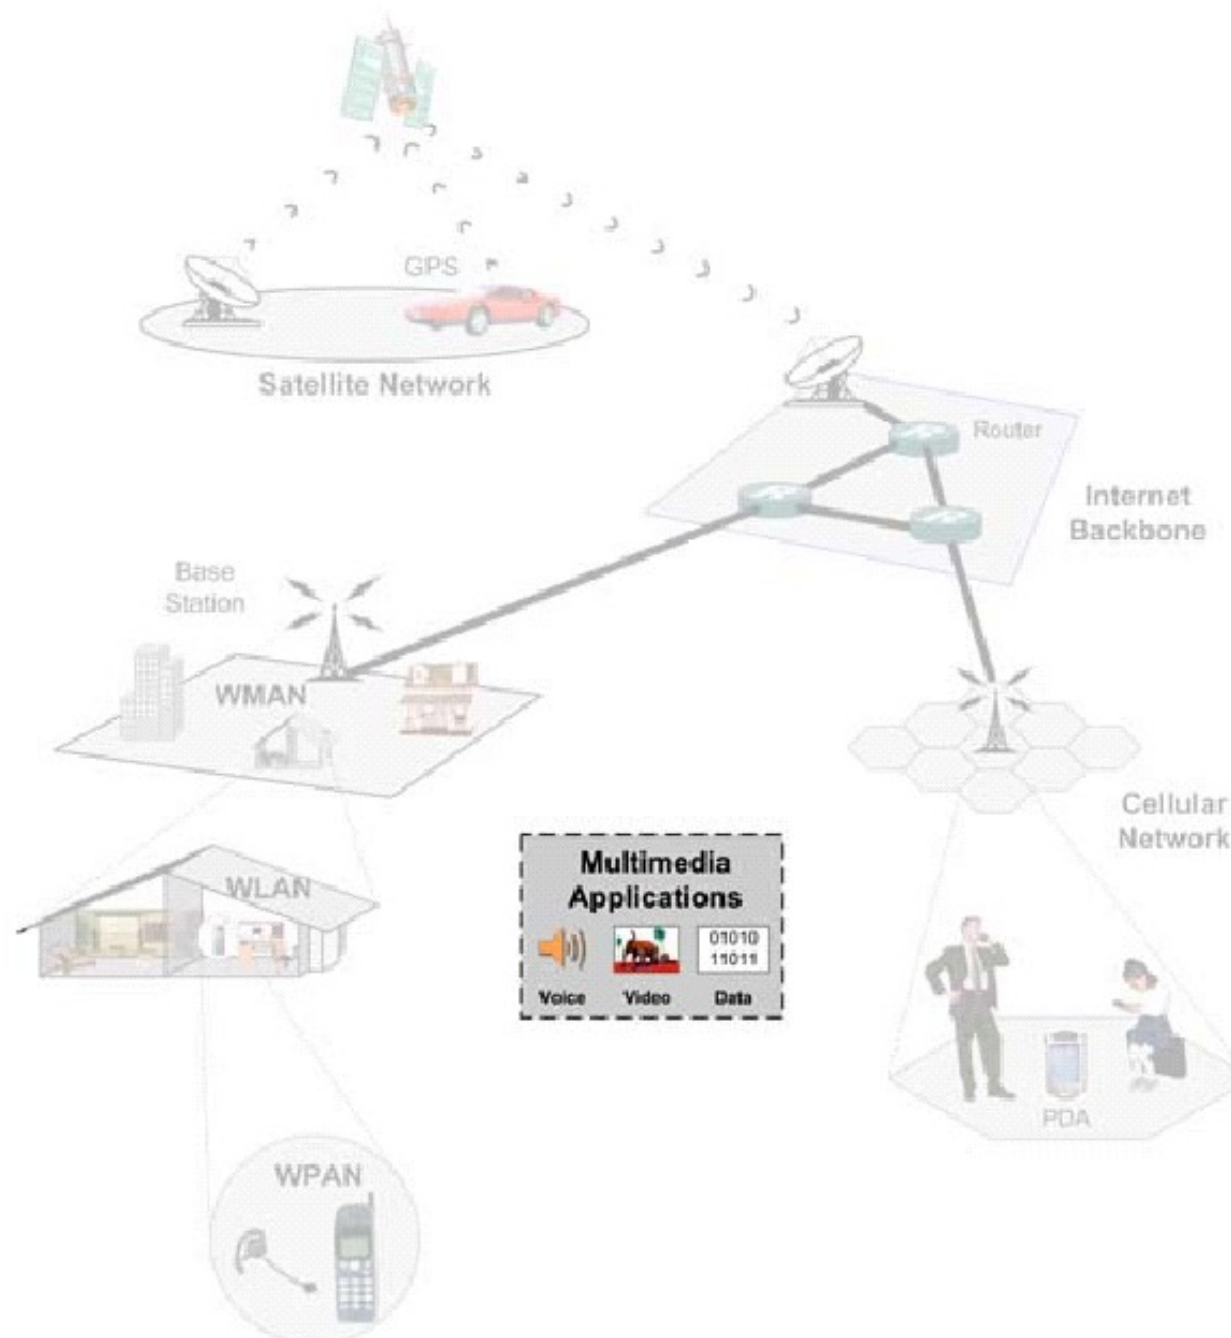 GPS
Satellite Network
Router
Internet
Backbone
Base
Station
WMAN
Cellular
Network
WLAN
Multimedia
Applications
01010
11011
Voice Video Data
PDA
WPAN